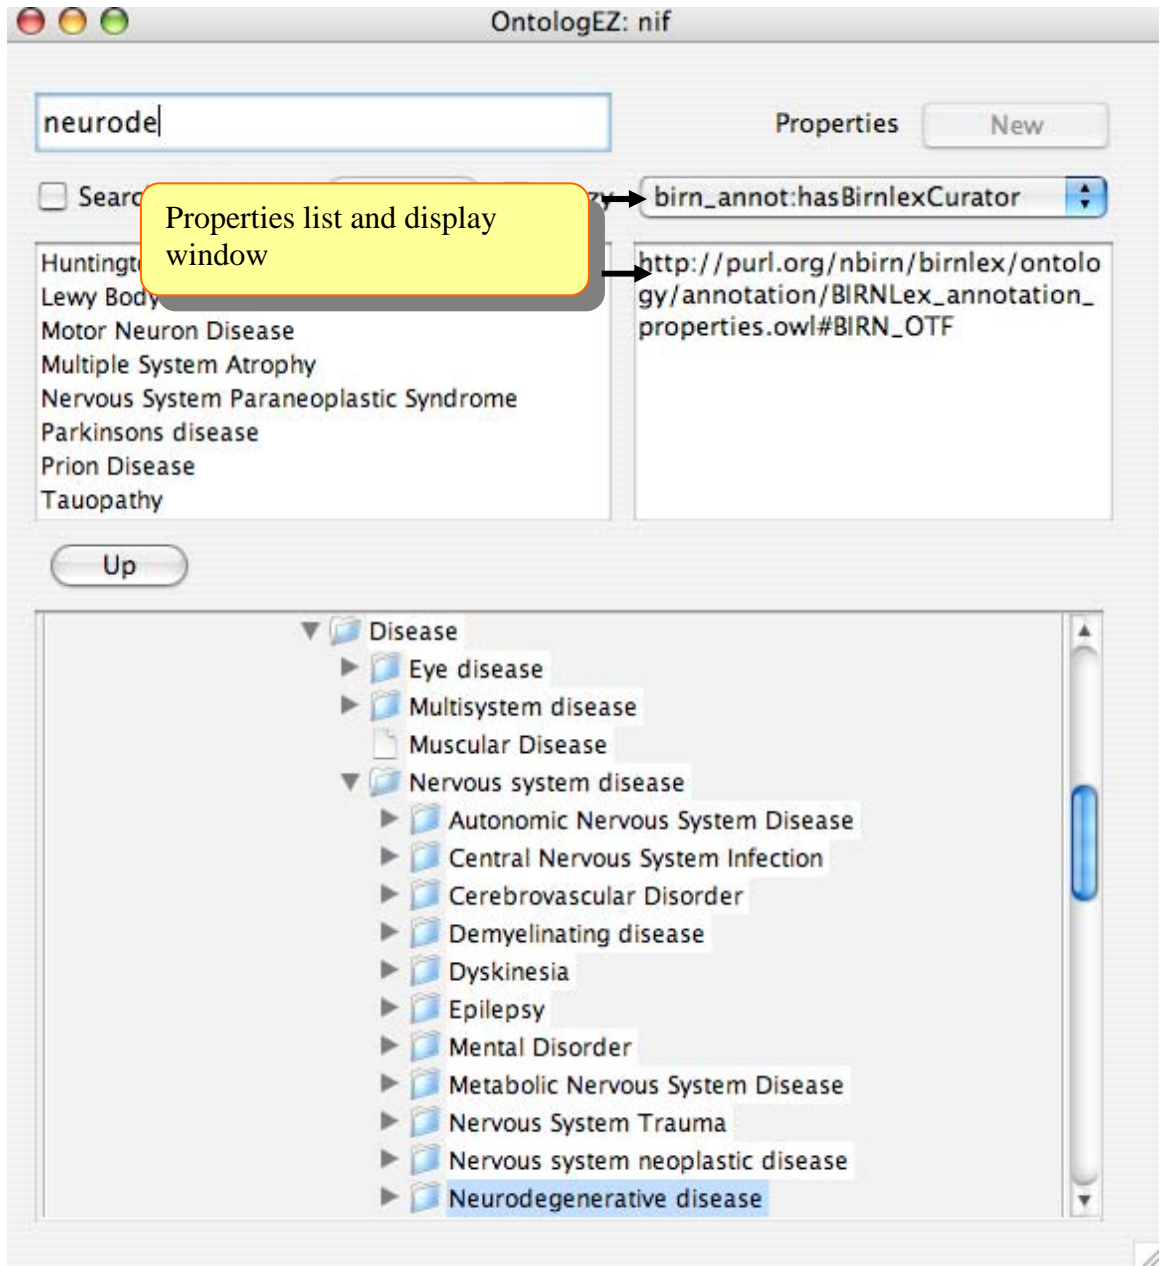 OntologEZ: nif
neurode
Properties New
Search
birn_annot:hasBirnlexCurator
Properties list and display
window
Lewy Body
Motor Neuron Disease
Multiple System Atrophy
Nervous System Paraneoplastic Syndrome
Parkinsons disease
Prion Disease
Tauopathy
http://purl.org/nbirn/birnlex/ontolo
gy/annotation/BIRNLex_annotation_
properties.owl#BIRN_OTF
Up
Disease
Eye disease
Multisystem disease
Muscular Disease
Nervous system disease
Autonomic Nervous System Disease
Central Nervous System Infection
Cerebrovascular Disorder
Demyelinating disease
Dyskinesia
Epilepsy
Mental Disorder
Metabolic Nervous System Disease
Nervous System Trauma
Nervous system neoplastic disease
Neurodegenerative disease